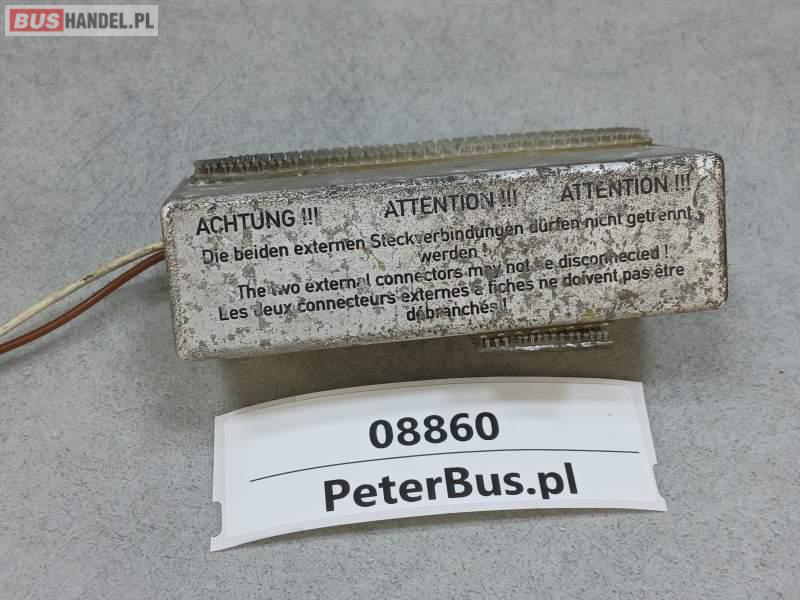 BUSHANDEL.PL
ACHTUNG !!! ATTENTION !!! ATTENTION !!!
Die beiden externen Steckverbindungen dürfen nicht getrennt
werden !
The two external connectors may not be disconnected !
Les deux connecteurs externes à fiches ne doivent pas être
débranchés !
08860
PeterBus.pl